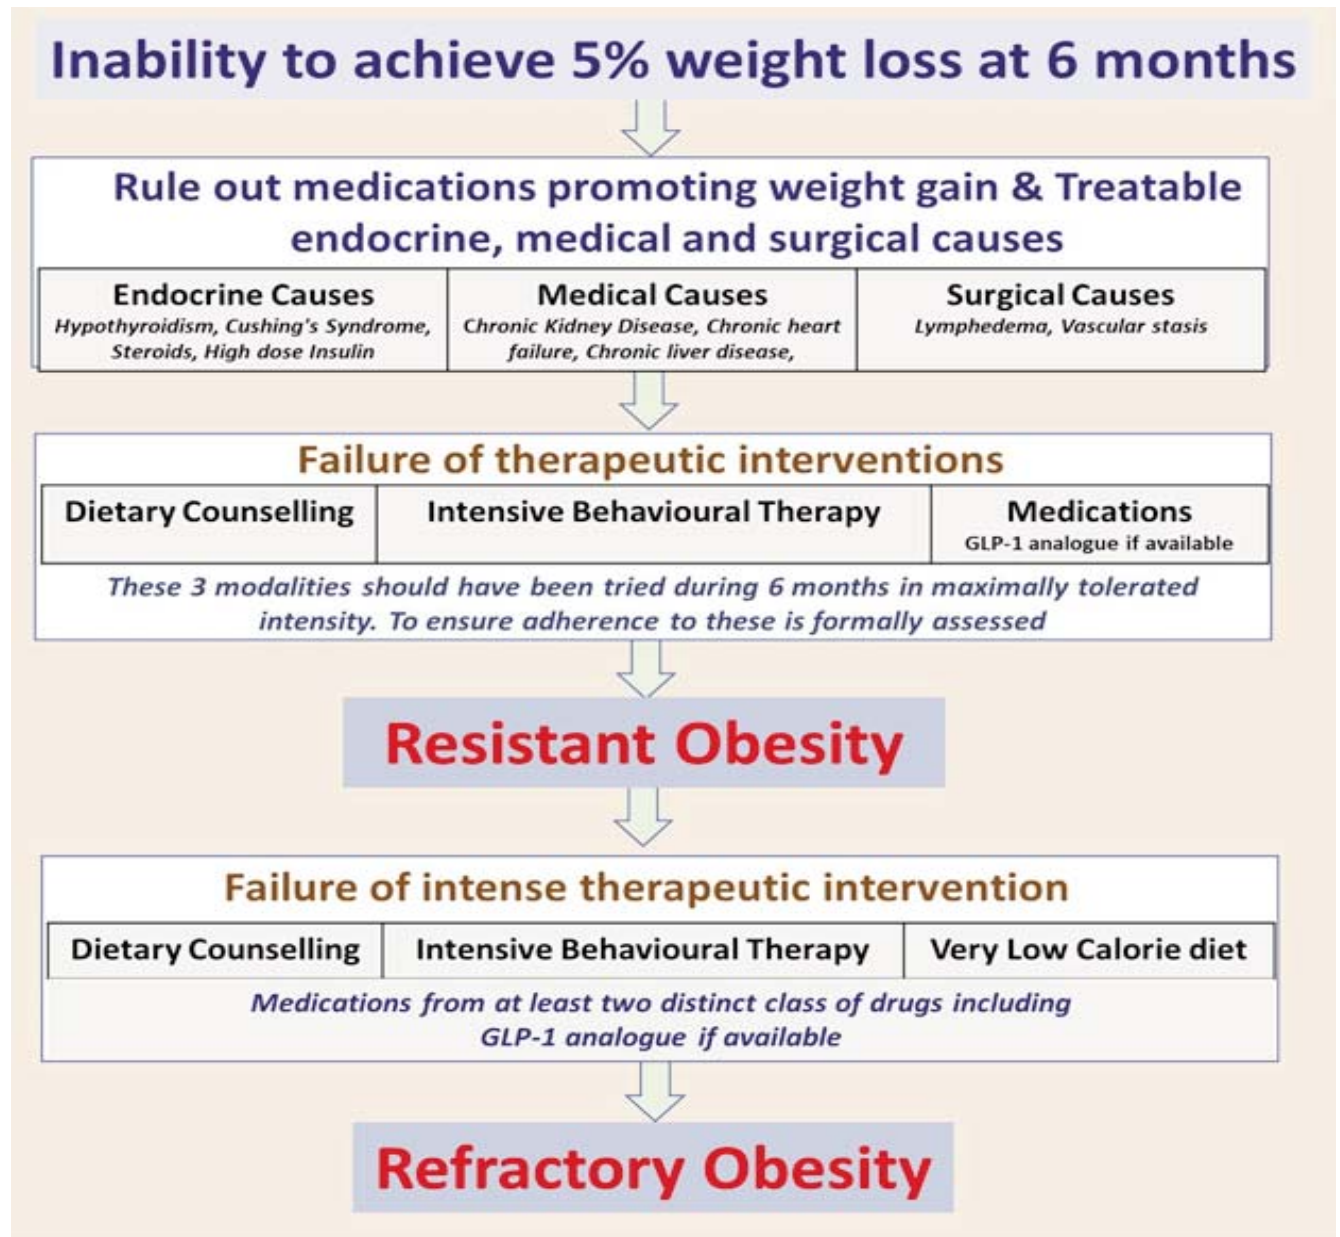 Inability to achieve 5% weight loss at 6 months
Rule out medications promoting weight gain & Treatable
endocrine, medical and surgical causes
Endocrine Causes
Hypothyroidism, Cushing's Syndrome,
Steroids, High dose Insulin
Medical Causes
Chronic Kidney Disease, Chronic heart
failure, Chronic liver disease,
Surgical Causes
Lymphedema, Vascular stasis
Failure of therapeutic interventions
Dietary Counselling
Intensive Behavioural Therapy
Medications
GLP-1 analogue if available
These 3 modalities should have been tried during 6 months in maximally tolerated
intensity. To ensure adherence to these is formally assessed
Resistant Obesity
Failure of intense therapeutic intervention
Dietary Counselling
Intensive Behavioural Therapy
Very Low Calorie diet
Medications from at least two distinct class of drugs including
GLP-1 analogue if available
Refractory Obesity